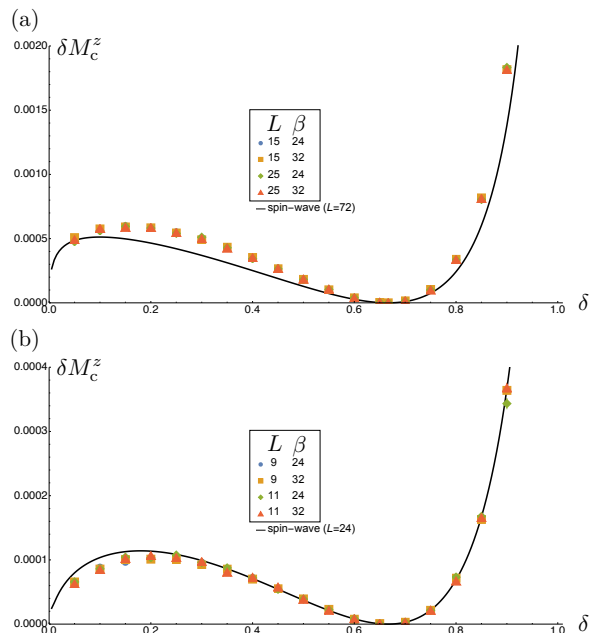 (a)
δM_c^z
0.0020
0.0015
0.0010
0.0005
0.0000
L β
15 24
15 32
25 24
25 32
spin-wave (L=72)
0.0 0.2 0.4 0.6 0.8 1.0 δ
(b)
δM_c^z
0.0004
0.0003
0.0002
0.0001
0.0000
L β
9 24
9 32
11 24
11 32
spin-wave (L=24)
0.0 0.2 0.4 0.6 0.8 1.0 δ